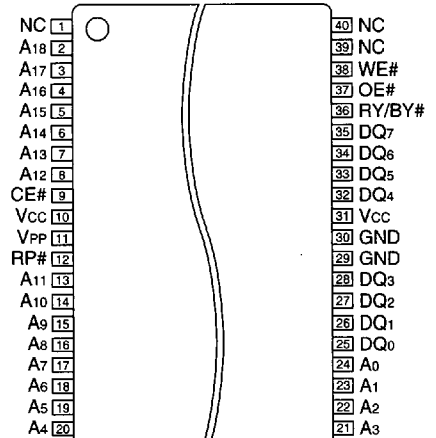 NC 1 40 NC
A18 2 39 NC
A17 3 38 WE#
A16 4 37 OE#
A15 5 36 RY/BY#
A14 6 35 DQ7
A13 7 34 DQ6
A12 8 33 DQ5
CE# 9 32 DQ4
VCC 10 31 VCC
VPP 11 30 GND
RP# 12 29 GND
A11 13 28 DQ3
A10 14 27 DQ2
A9 15 26 DQ1
A8 16 25 DQ0
A7 17 24 A0
A6 18 23 A1
A5 19 22 A2
A4 20 21 A3